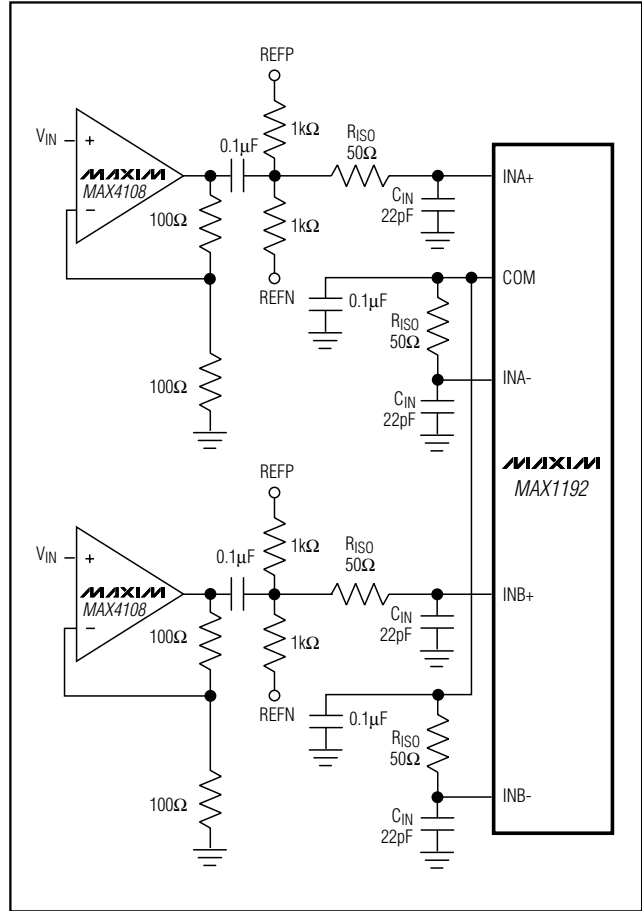 REFP
VIN
+
MAXIM
MAX4108
−
0.1µF
1kΩ
RISO
50Ω
INA+
100Ω
1kΩ
CIN
22pF
REFN
COM
0.1µF
RISO
50Ω
100Ω
INA-
CIN
22pF
MAXIM
MAX1192
REFP
VIN
+
MAXIM
MAX4108
−
0.1µF
1kΩ
RISO
50Ω
INB+
100Ω
1kΩ
CIN
22pF
REFN
0.1µF
RISO
50Ω
100Ω
INB-
CIN
22pF